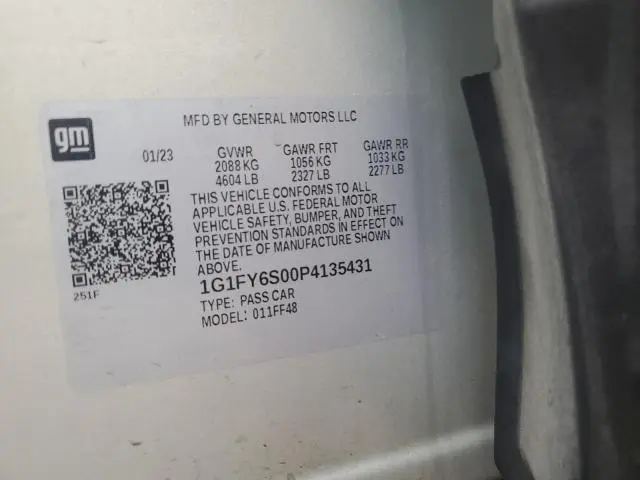 gm
MFD BY GENERAL MOTORS LLC
01/23 GVWR GAWR FRT GAWR RR
2088 KG 1056 KG 1033 KG
4604 LB 2327 LB 2277 LB
THIS VEHICLE CONFORMS TO ALL
APPLICABLE U.S. FEDERAL MOTOR
VEHICLE SAFETY, BUMPER, AND THEFT
PREVENTION STANDARDS IN EFFECT ON
THE DATE OF MANUFACTURE SHOWN
ABOVE.
251F
1G1FY6S00P4135431
TYPE: PASS CAR
MODEL: 011FF48